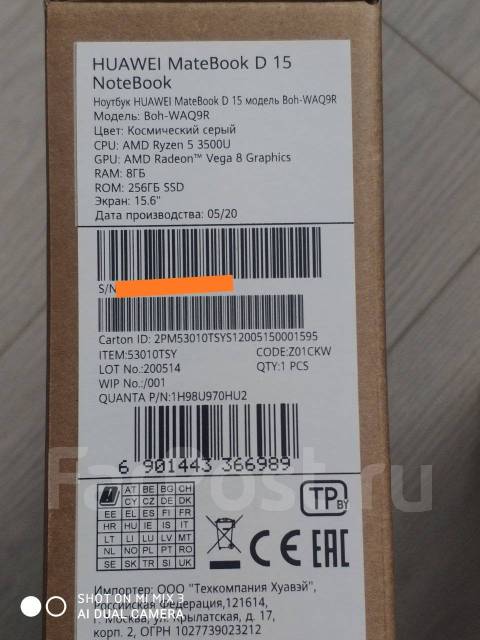 HUAWEI MateBook D 15
NoteBook
Ноутбук HUAWEI MateBook D 15 модель Boh-WAQ9R
Модель: Boh-WAQ9R
Цвет: Космический серый
CPU: AMD Ryzen 5 3500U
GPU: AMD Radeon™ Vega 8 Graphics
RAM: 8ГБ
ROM: 256ГБ SSD
Экран: 15.6"
Дата производства: 05/20
S/N
Carton ID: 2PM53010TSYS12005150001595
ITEM:53010TSY CODE:Z01CKW
LOT No.:200514 QTY:1 PCS
WIP No.:/001
QUANTA P/N:1H98U970HU2
6 901443 366989
AT BE BG CH
CY CZ DE DK
EE EL ES FI FR
HR HU IE IS IT
LT LI LU LV MT
NL NO PL PT RO
SE SK TR SI UK
TP BY
CE EAC
FarPost.ru
Импортер: ООО "Техкомпания Хуавэй",
Российская Федерация,121614,
г. Москва, ул. Крылатская, д. 17,
корп. 2, ОГРН 1027739023212
SHOT ON MI MIX 3
AI DUAL CAMERA